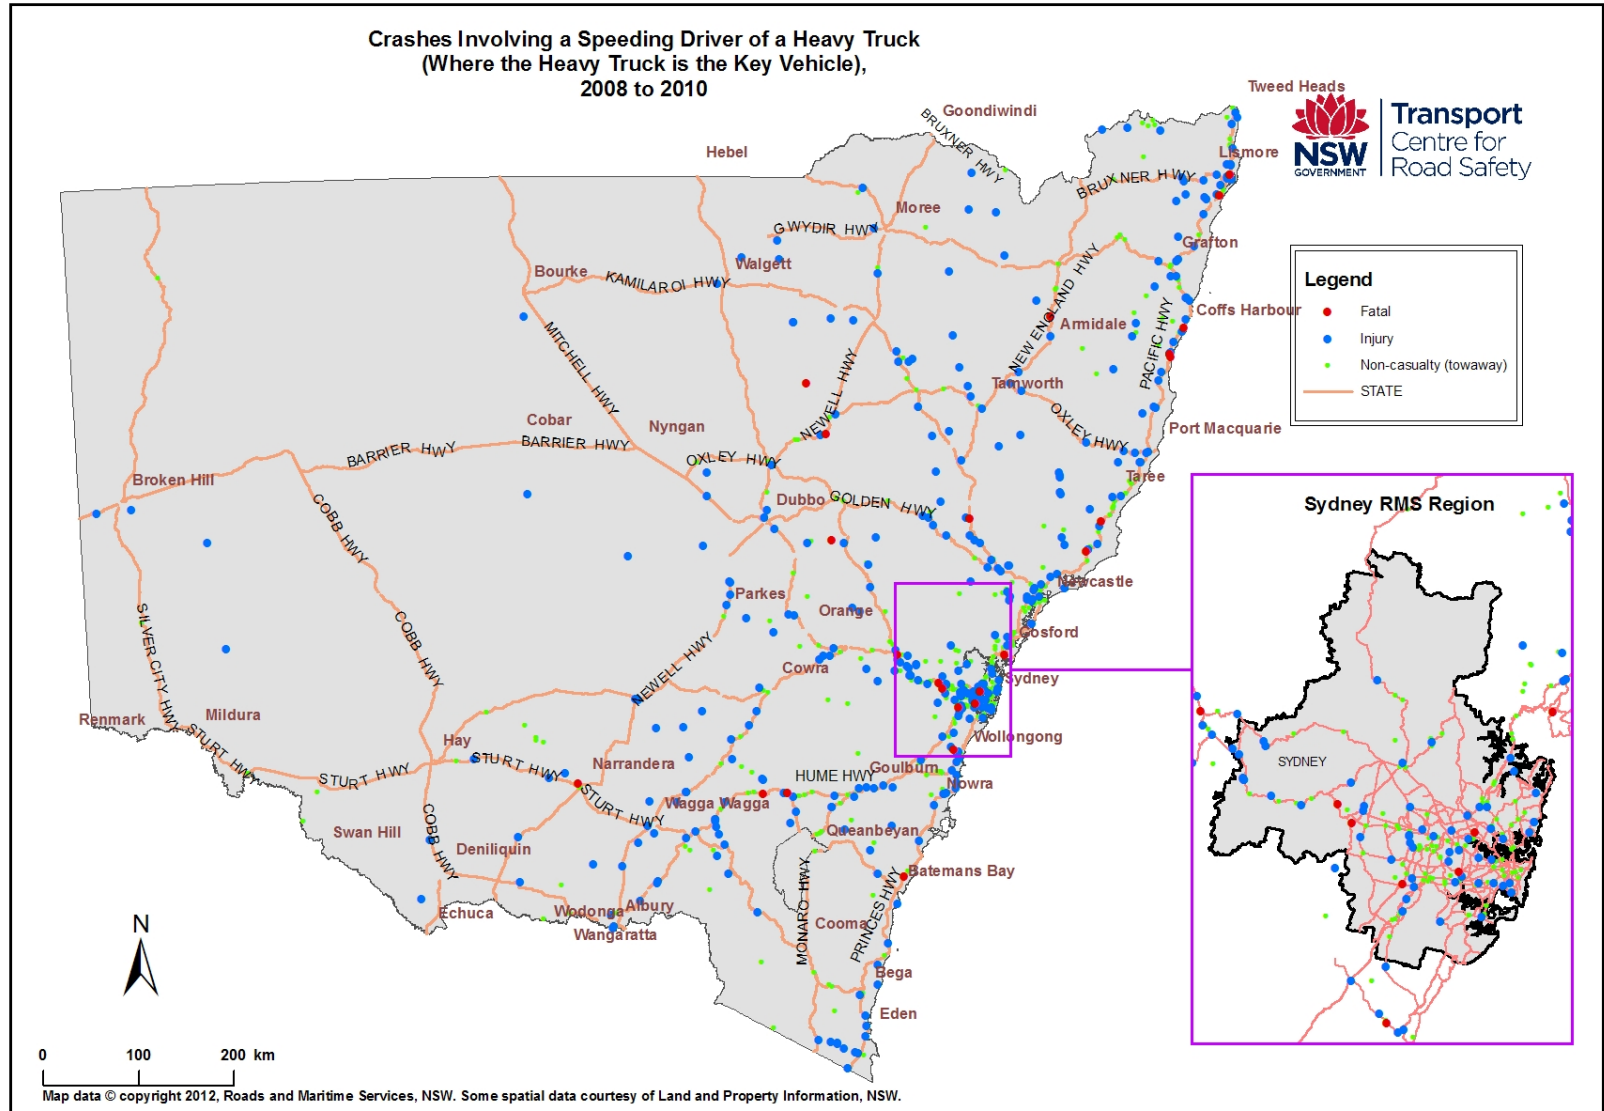 Crashes Involving a Speeding Driver of a Heavy Truck
(Where the Heavy Truck is the Key Vehicle),
2008 to 2010
Tweed Heads
Goondiwindi
BRUXNER HWY
Hebel
Lismore
NSW
GOVERNMENT
Transport
Centre for
Road Safety
BRUXNER HWY
Moree
GWYDIR HWY
Grafton
Walgett
Bourke
KAMILAROI HWY
NEW ENGLAND HWY
Legend
Fatal
Injury
Non-casualty (towaway)
STATE
Coffs Harbour
Armidale
PACIFIC HWY
MITCHELL HWY
NEWELL HWY
Tamworth
OXLEY HWY
Cobar
Nyngan
Port Macquarie
BARRIER HWY
BARRIER HWY
OXLEY HWY
Taree
Broken Hill
Dubbo
GOLDEN HWY
COBB HWY
Sydney RMS Region
Newcastle
Parkes
Orange
SILVER CITY HWY
COBB HWY
Gosford
NEWELL HWY
Cowra
Sydney
Renmark
Mildura
STURT HWY
Wollongong
Hay
STURT HWY
STURT HWY
Narrandera
HUME HWY
Goulburn
Nowra
SYDNEY
Wagga Wagga
STURT HWY
Swan Hill
COBB HWY
Queanbeyan
Deniliquin
MONARO HWY
PRINCES HWY
Batemans Bay
Echuca
Wodonga
Albury
Wangaratta
Cooma
Bega
Eden
N
0 100 200 km
Map data © copyright 2012, Roads and Maritime Services, NSW. Some spatial data courtesy of Land and Property Information, NSW.